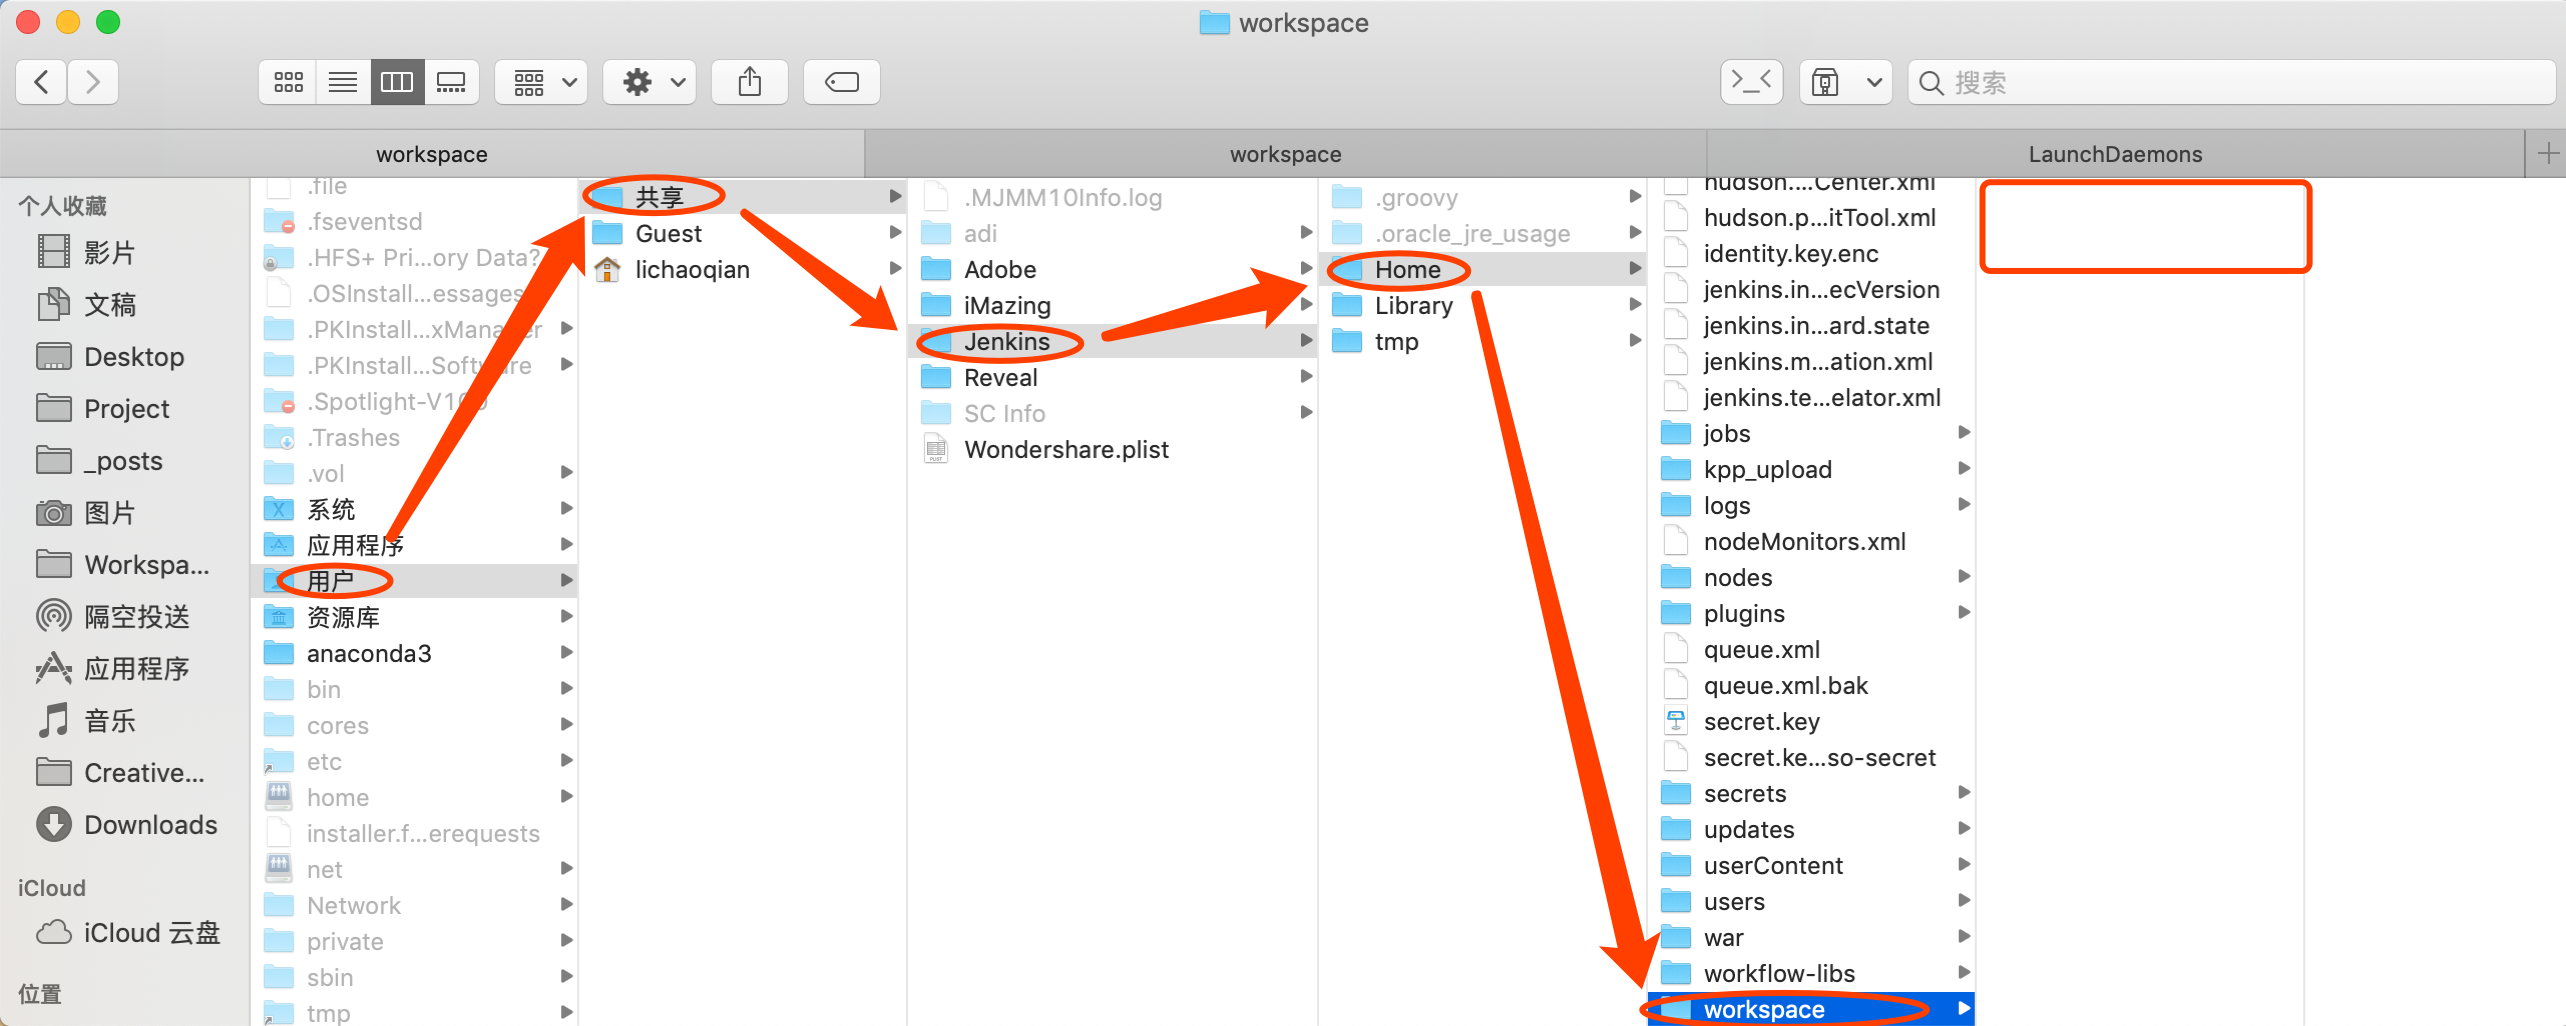 workspace
搜索
workspace
workspace
LaunchDaemons
个人收藏
影片
文稿
Desktop
Project
_posts
图片
Workspa...
隔空投送
应用程序
音乐
Creative...
Downloads
iCloud
iCloud 云盘
位置
.file
.fseventsd
.HFS+ Pri...ory Data?
.OSInstall...essages
.PKInstall...xManager
.PKInstall...Software
.Spotlight-V100
.Trashes
.vol
系统
应用程序
用户
资源库
anaconda3
bin
cores
etc
home
installer.f...erequests
net
Network
private
sbin
tmp
共享
Guest
lichaoqian
.MJMM10Info.log
adi
Adobe
iMazing
Jenkins
Reveal
SC Info
Wondershare.plist
.groovy
.oracle_jre_usage
Home
Library
tmp
hudson....Center.xml
hudson.p...itTool.xml
identity.key.enc
jenkins.in...ecVersion
jenkins.in...ard.state
jenkins.m...ation.xml
jenkins.te...elator.xml
jobs
kpp_upload
logs
nodeMonitors.xml
nodes
plugins
queue.xml
queue.xml.bak
secret.key
secret.ke...so-secret
secrets
updates
userContent
users
war
workflow-libs
workspace